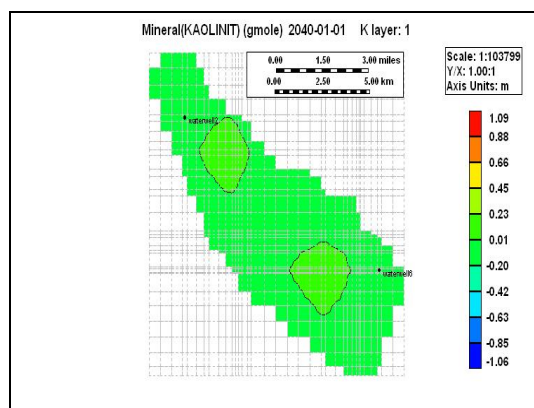 Mineral(KAOLINIT) (gmole) 2040-01-01 K layer: 1
0.00 1.50 3.00 miles
0.00 2.50 5.00 km
Scale: 1:103799
Y/X: 1.00:1
Axis Units: m
waterwell2
waterwell6
1.09
0.88
0.66
0.45
0.23
0.01
-0.20
-0.42
-0.63
-0.85
-1.06